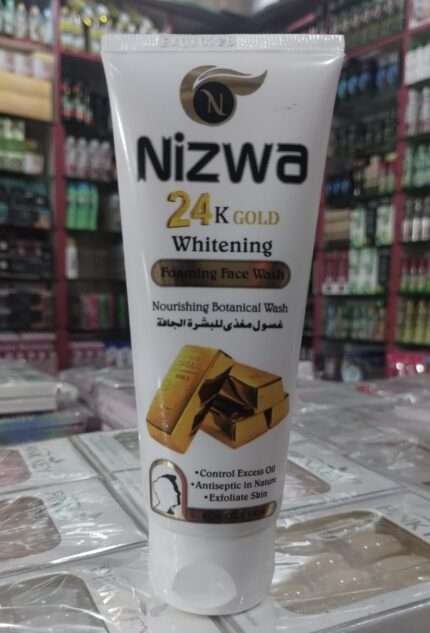 N
Nizwa
24K GOLD
Whitening
Foaming Face Wash
Nourishing Botanical Wash
غسول مغذي للبشرة الجافة
•Control Excess Oil
•Antiseptic in Nature
•Exfoliate Skin